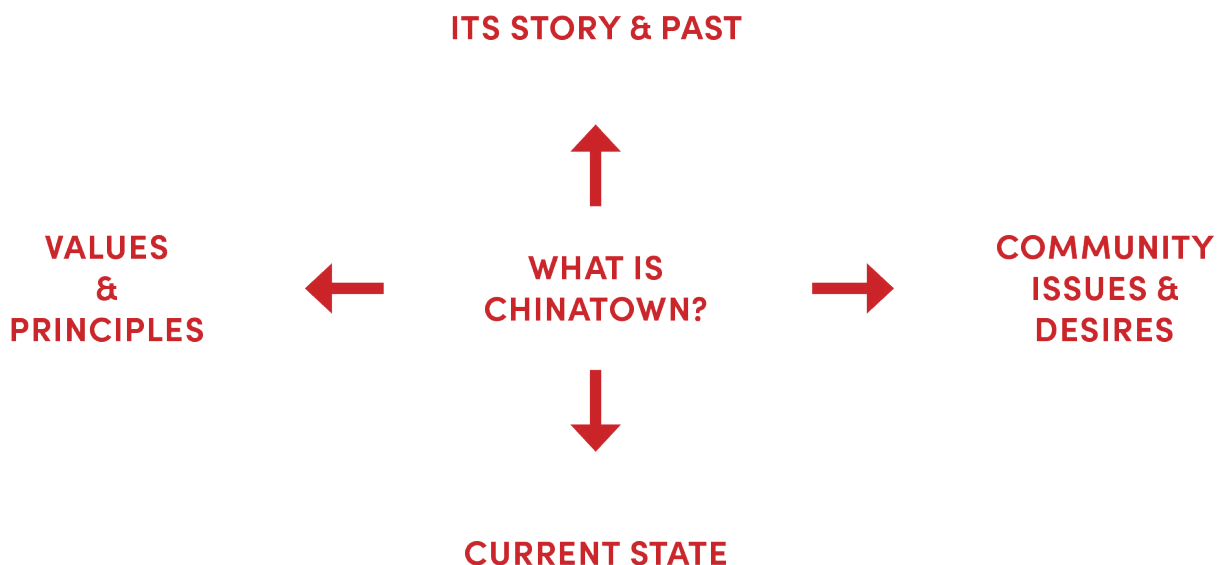 ITS STORY & PAST
VALUES
&
PRINCIPLES
WHAT IS
CHINATOWN?
COMMUNITY
ISSUES &
DESIRES
CURRENT STATE